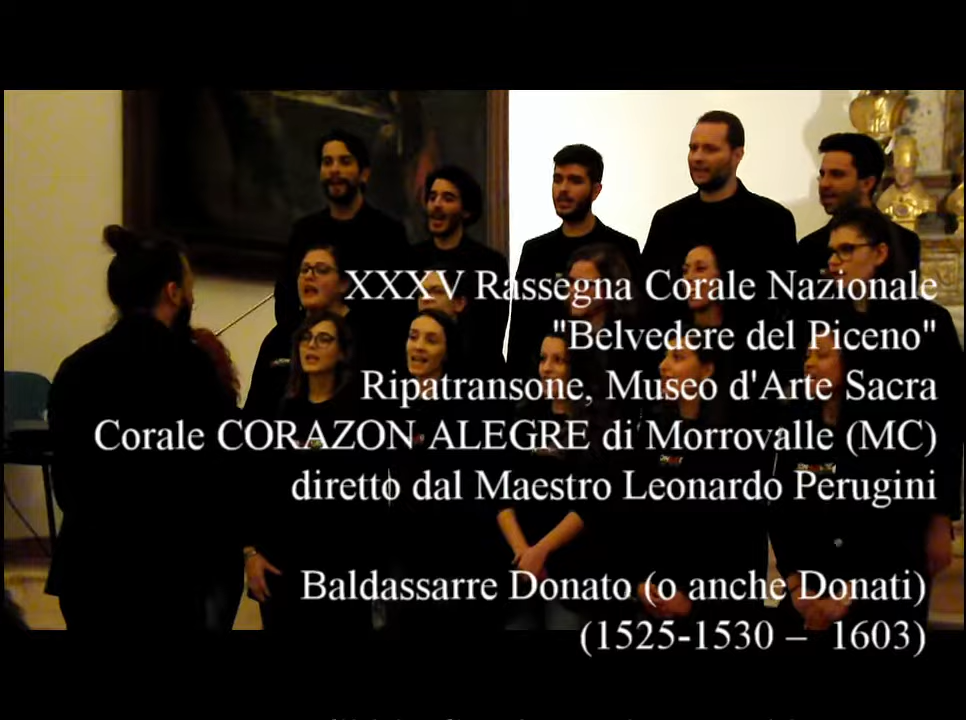 XXXV Rassegna Corale Nazionale
"Belvedere del Piceno"
Ripatransone, Museo d'Arte Sacra
Corale CORAZON ALEGRE di Morrovalle (MC)
diretto dal Maestro Leonardo Perugini
Baldassarre Donato (o anche Donati)
(1525-1530 – 1603)